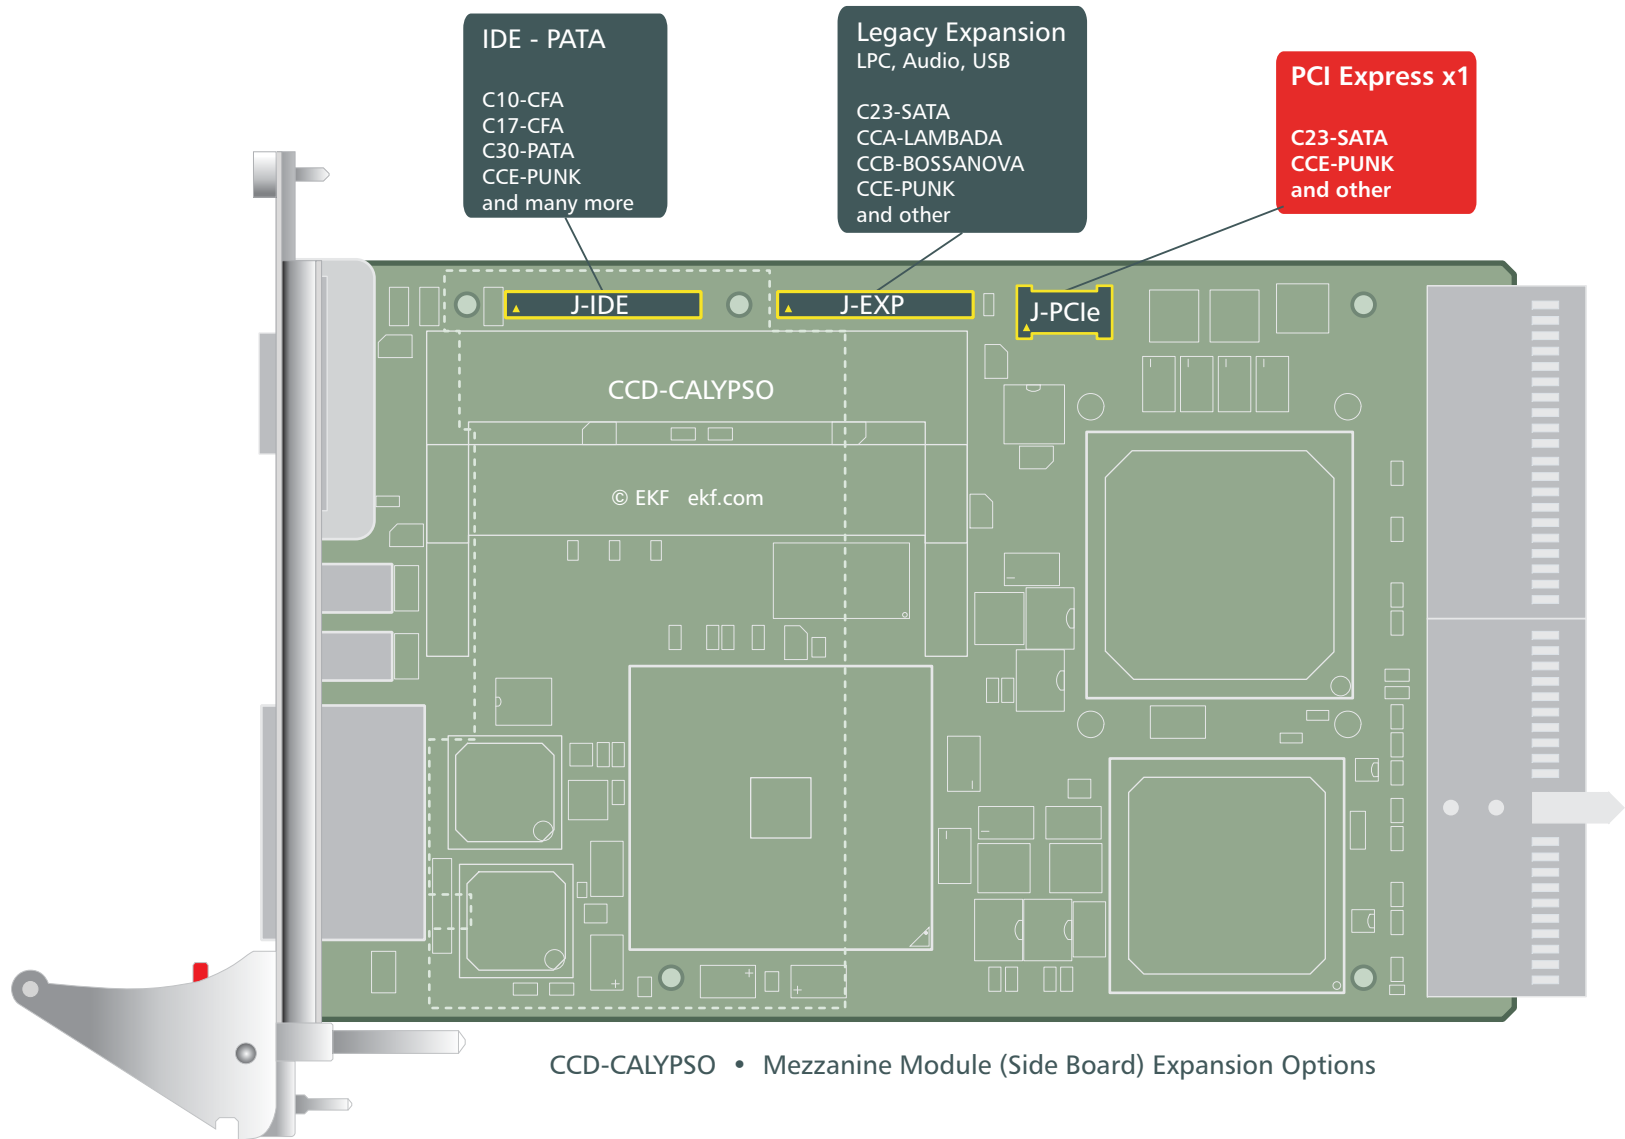 IDE - PATA
C10-CFA
C17-CFA
C30-PATA
CCE-PUNK
and many more
Legacy Expansion
LPC, Audio, USB
C23-SATA
CCA-LAMBADA
CCB-BOSSANOVA
CCE-PUNK
and other
PCI Express x1
C23-SATA
CCE-PUNK
and other
J-IDE
J-EXP
J-PCIe
CCD-CALYPSO
© EKF ekf.com
CCD-CALYPSO • Mezzanine Module (Side Board) Expansion Options